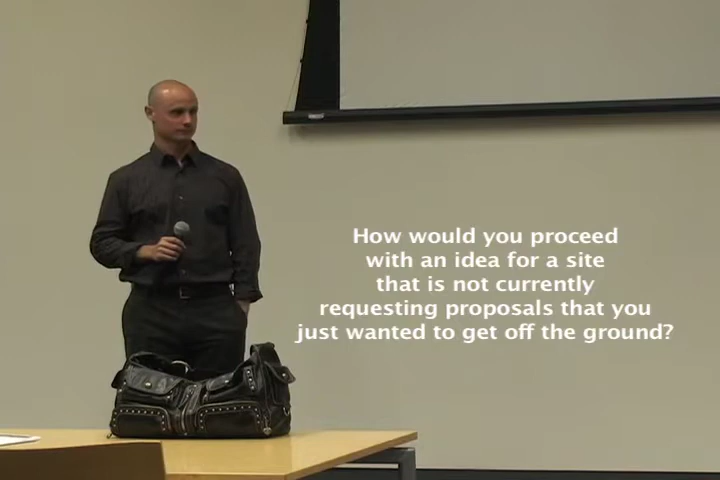 How would you proceed
with an idea for a site
that is not currently
requesting proposals that you
just wanted to get off the ground?